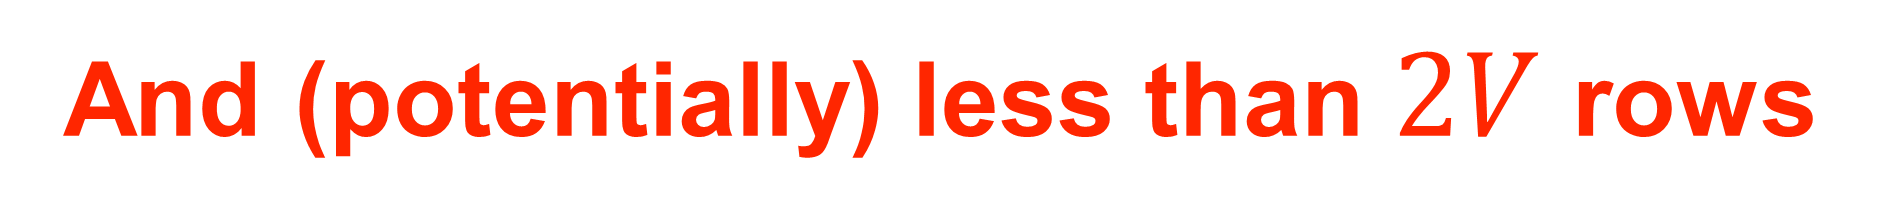 And (potentially) less than 2V rows